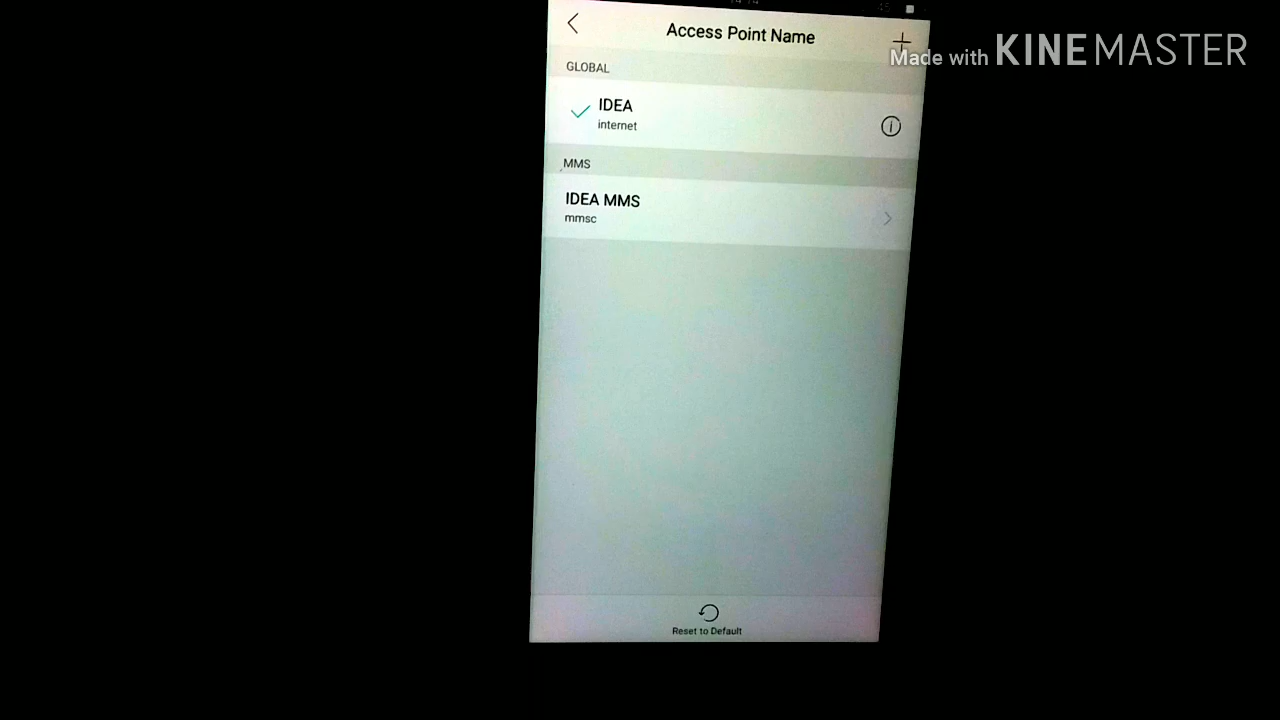 Access Point Name
Made with KINEMASTER
GLOBAL
IDEA
internet
MMS
IDEA MMS
mmsc
Reset to Default